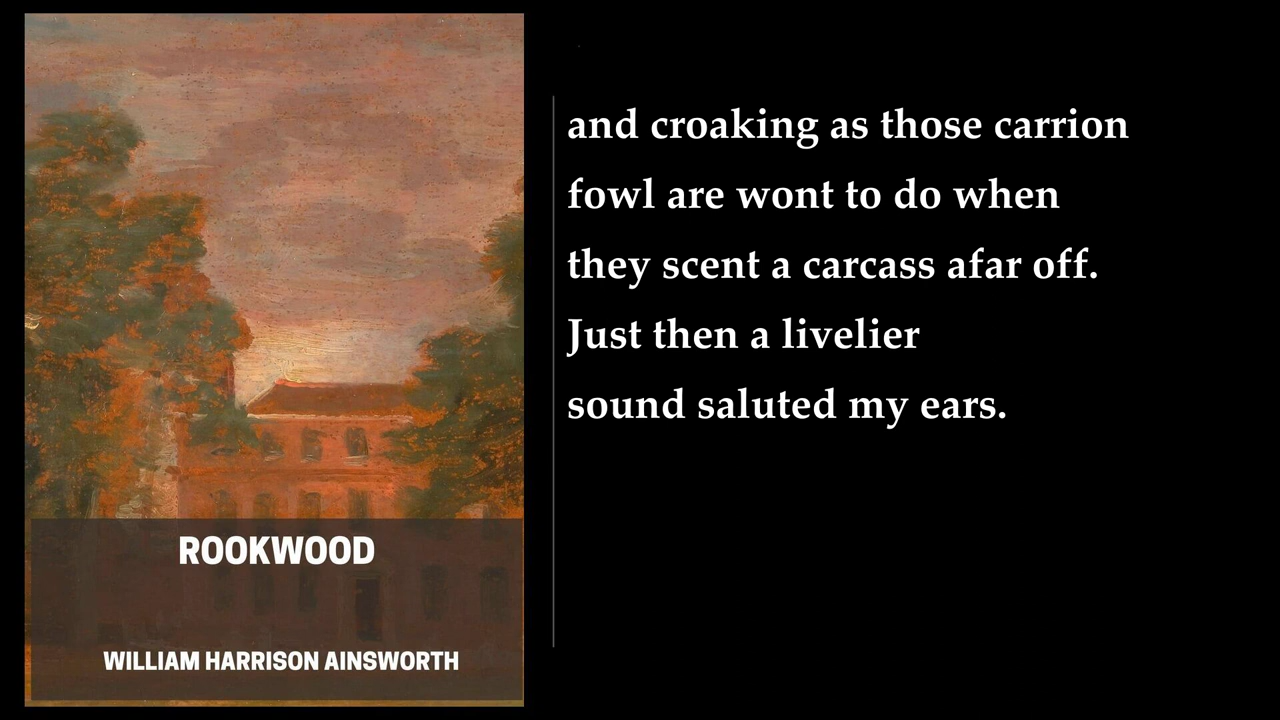 ROOKWOOD
WILLIAM HARRISON AINSWORTH
and croaking as those carrion
fowl are wont to do when
they scent a carcass afar off.
Just then a livelier
sound saluted my ears.